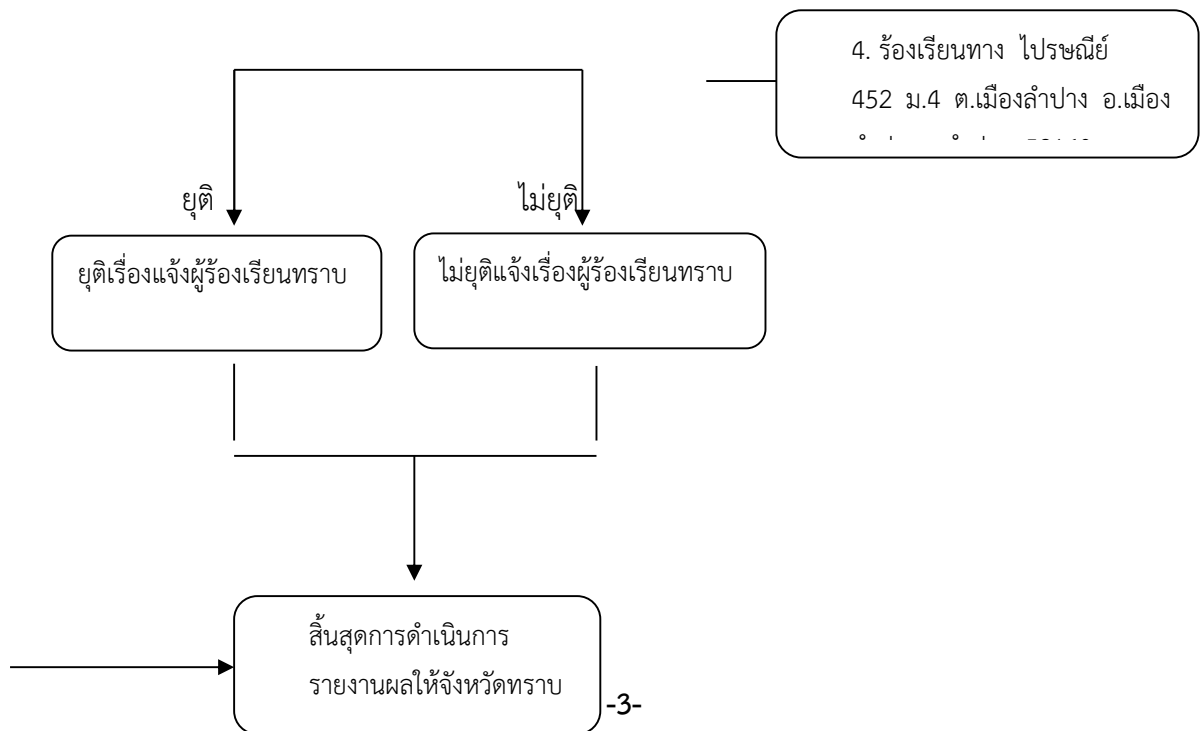 4. ร้องเรียนทาง ไปรษณีย์
452 ม.4 ต.เมืองลำปาง อ.เมือง
ยุติ
ไม่ยุติ
ยุติเรื่องแจ้งผู้ร้องเรียนทราบ
ไม่ยุติแจ้งเรื่องผู้ร้องเรียนทราบ
สิ้นสุดการดำเนินการ
รายงานผลให้จังหวัดทราบ
-3-